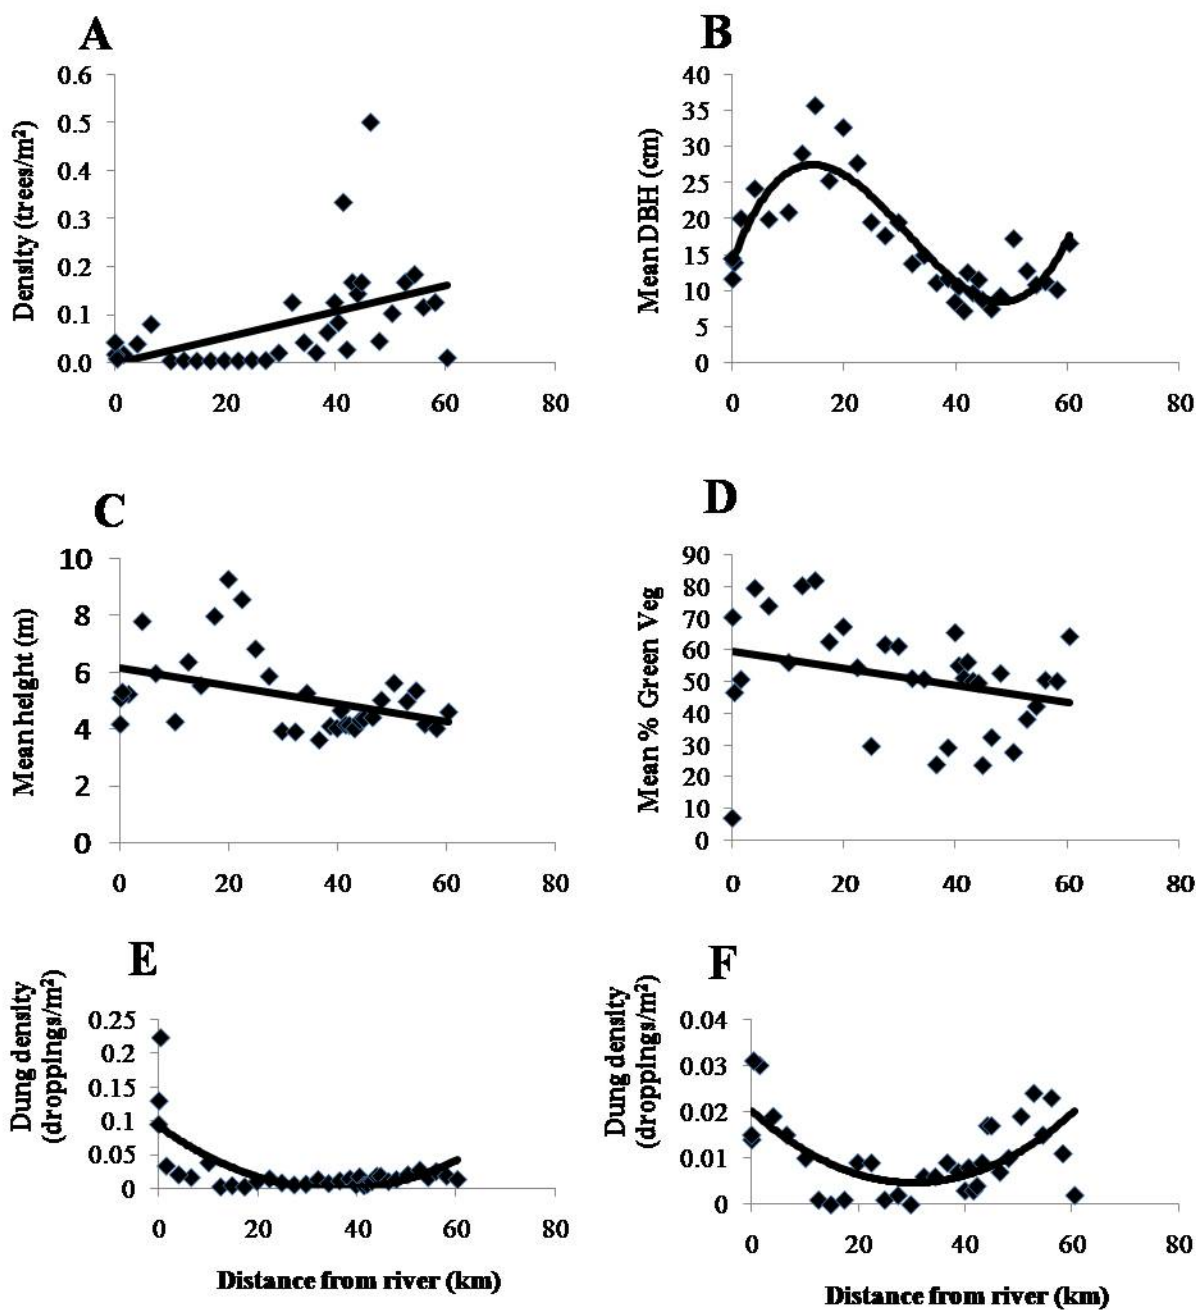 A
Density (trees/m²)
0.6
0.5
0.4
0.3
0.2
0.1
0.0
0 20 40 60 80
B
Mean DBH (cm)
40
35
30
25
20
15
10
5
0
0 20 40 60 80
C
Mean height (m)
10
8
6
4
2
0
0 20 40 60 80
D
Mean % Green Veg
90
80
70
60
50
40
30
20
10
0
0 20 40 60 80
E
Dung density
(droppings/m²)
0.25
0.2
0.15
0.1
0.05
0
0 20 40 60
Distance from river (km)
F
Dung density
(droppings/m²)
0.04
0.03
0.02
0.01
0
0 20 40 60 80
Distance from river (km)